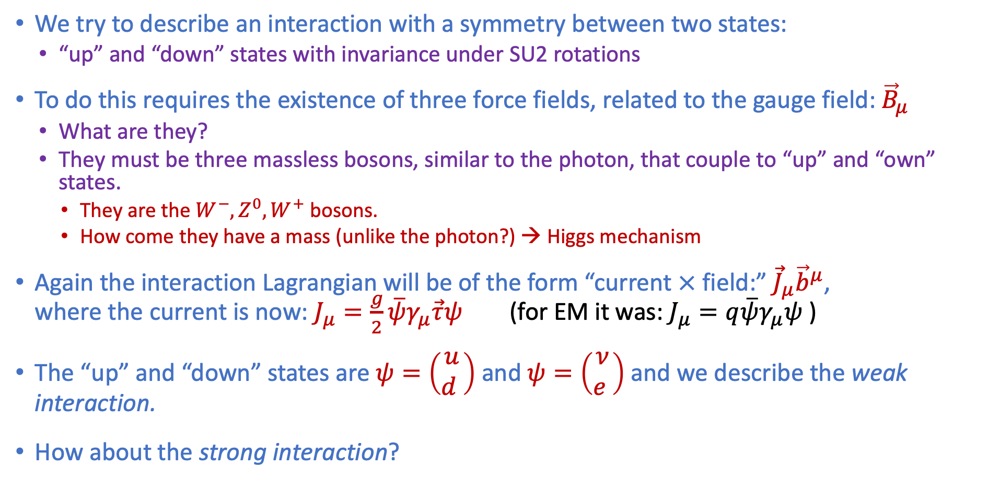 • We try to describe an interaction with a symmetry between two states:
• “up” and “down” states with invariance under SU2 rotations
• To do this requires the existence of three force fields, related to the gauge field: $\vec{B}_\mu$
• What are they?
• They must be three massless bosons, similar to the photon, that couple to “up” and “own”
states.
• They are the $W^-, Z^0, W^+$ bosons.
• How come they have a mass (unlike the photon?) → Higgs mechanism
• Again the interaction Lagrangian will be of the form “current × field:” $\vec{J}_\mu \vec{b}^\mu$,
where the current is now: $J_\mu = \frac{g}{2} \bar{\psi} \gamma_\mu \vec{\tau} \psi$ (for EM it was: $J_\mu = q \bar{\psi} \gamma_\mu \psi$ )
• The “up” and “down” states are $\psi = \binom{u}{d}$ and $\psi = \binom{\nu}{e}$ and we describe the weak
interaction.
• How about the strong interaction?